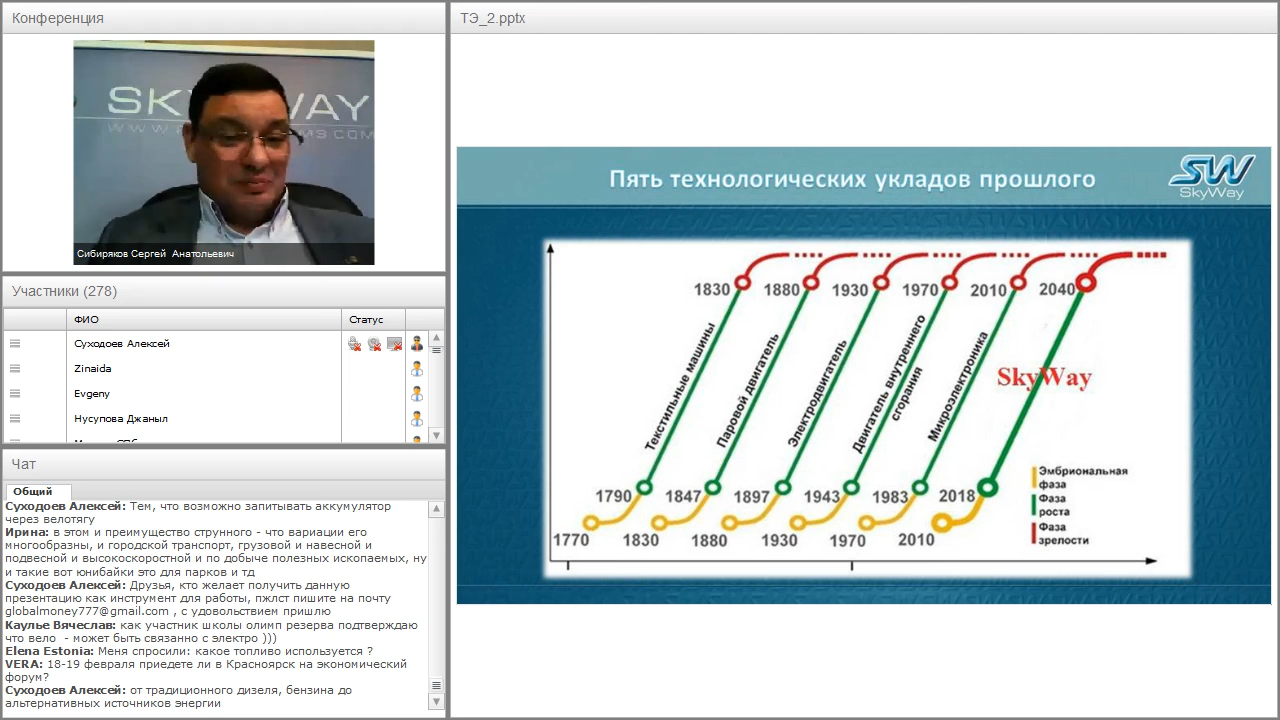 Конференция
SKYWAY
Сибиряков Сергей Анатольевич
Участники (278)
ФИО
Статус
Суходоев Алексей
Zinaida
Evgeny
Нусупова Джаныл
Чат
Общий
Суходоев Алексей: Тем, что возможно запитывать аккумулятор
через велотягу
Ирина: в этом и преимущество струнного - что вариации его
многообразны, и городской транспорт, грузовой и навесной и
подвесной и высокоскоростной и по добыче полезных ископаемых, ну
и такие вот юнибайки это для парков и тд
Суходоев Алексей: Друзья, кто желает получить данную
презентацию как инструмент для работы, пжлст пишите на почту
globalmoney777@gmail.com , с удовольствием пришлю
Каулье Вячеслав: как участник школы олимп резерва подтверждаю
что вело - может быть связанно с электро )))
Elena Estonia: Меня спросили: какое топливо используется ?
VERA: 18-19 февраля приедете ли в Красноярск на экономический
форум?
Суходоев Алексей: от традиционного дизеля, бензина до
альтернативных источников энергии
ТЭ_2.pptx
Пять технологических укладов прошлого
SW
SkyWay
1830
1880
1930
1970
2010
2040
Текстильные машины
Паровой двигатель
Электродвигатель
Двигатель внутреннего
сгорания
Микроэлектроника
SkyWay
1790
1847
1897
1943
1983
2018
1770
1830
1880
1930
1970
2010
Эмбриональная
фаза
Фаза
роста
Фаза
зрелости